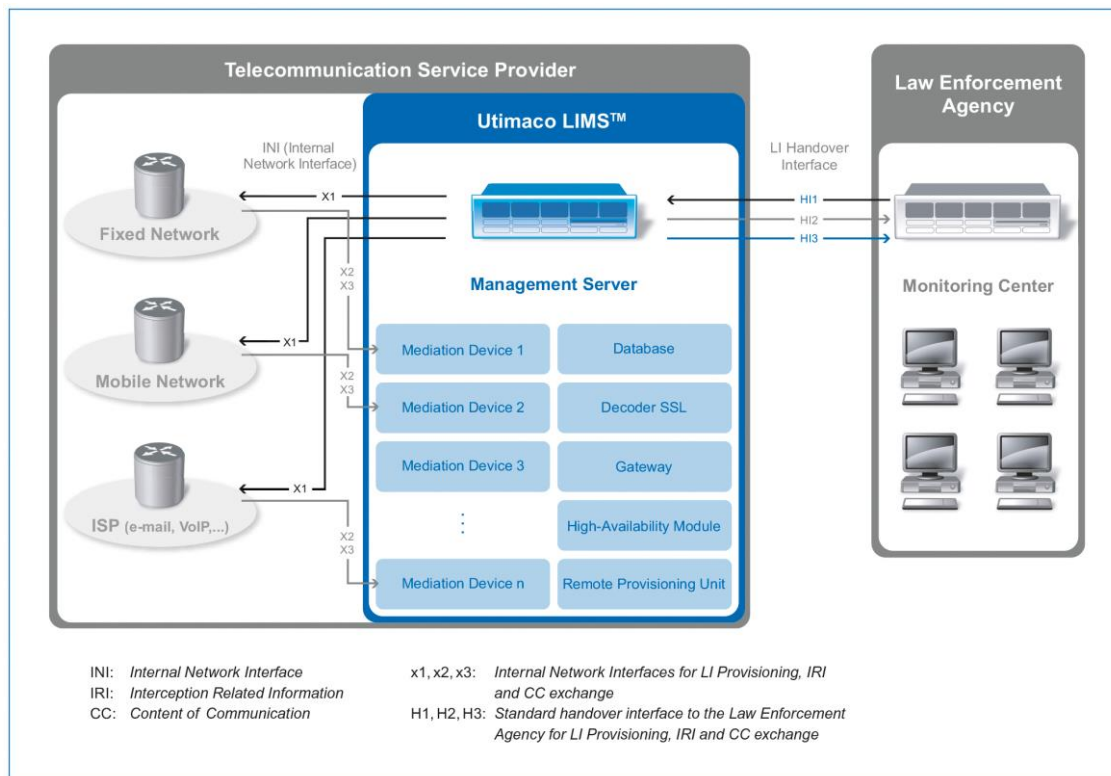 Telecommunication Service Provider
Utimaco LIMS™
Law Enforcement
Agency
INI (Internal
Network Interface)
LI Handover
Interface
X1
HI1
HI2
HI3
Fixed Network
X2
X3
Management Server
Monitoring Center
X1
Mobile Network
X2
X3
Mediation Device 1
Database
Mediation Device 2
Decoder SSL
Mediation Device 3
Gateway
X1
ISP (e-mail, VoIP,...)
X2
X3
⋮
High-Availability Module
Mediation Device n
Remote Provisioning Unit
INI: Internal Network Interface
IRI: Interception Related Information
CC: Content of Communication
x1, x2, x3: Internal Network Interfaces for LI Provisioning, IRI
and CC exchange
H1, H2, H3: Standard handover interface to the Law Enforcement
Agency for LI Provisioning, IRI and CC exchange